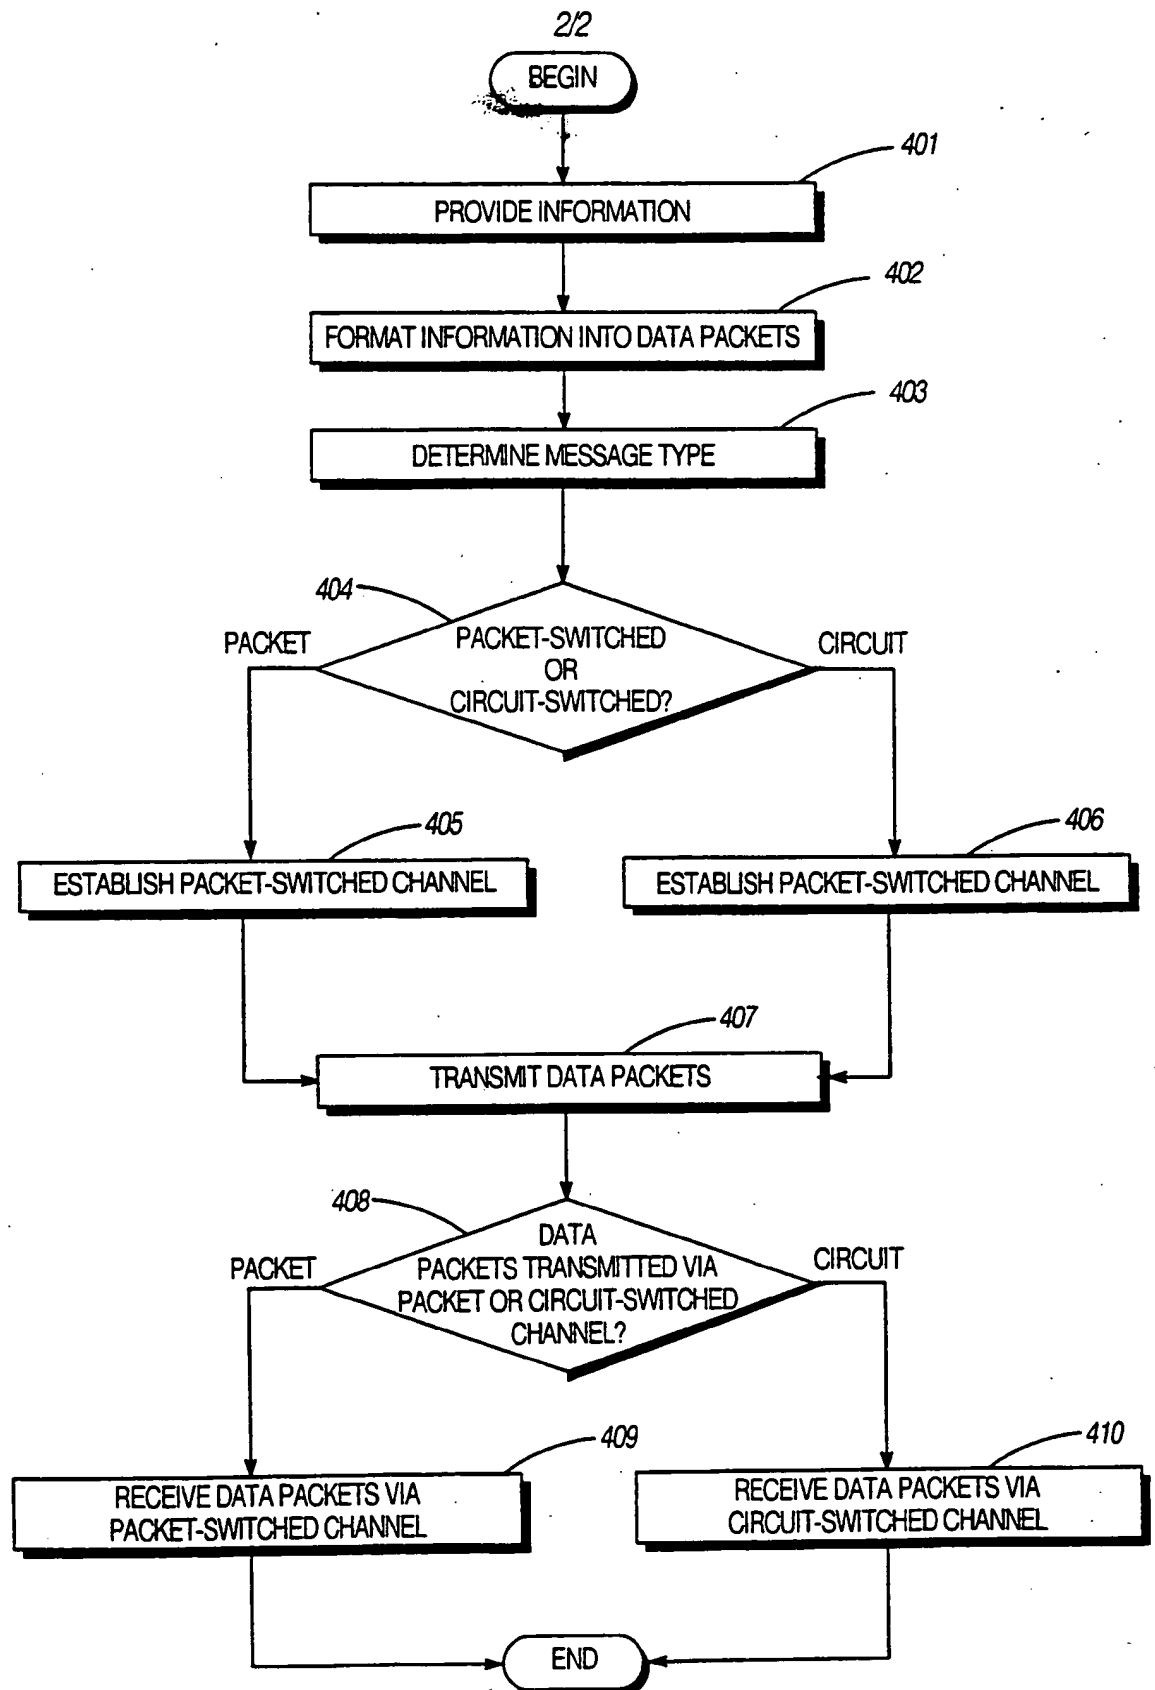 2/2
BEGIN
401
PROVIDE INFORMATION
402
FORMAT INFORMATION INTO DATA PACKETS
403
DETERMINE MESSAGE TYPE
404
PACKET
PACKET-SWITCHED
OR
CIRCUIT-SWITCHED?
CIRCUIT
405
ESTABLISH PACKET-SWITCHED CHANNEL
406
ESTABLISH PACKET-SWITCHED CHANNEL
407
TRANSMIT DATA PACKETS
408
PACKET
DATA
PACKETS TRANSMITTED VIA
PACKET OR CIRCUIT-SWITCHED
CHANNEL?
CIRCUIT
409
RECEIVE DATA PACKETS VIA
PACKET-SWITCHED CHANNEL
410
RECEIVE DATA PACKETS VIA
CIRCUIT-SWITCHED CHANNEL
END